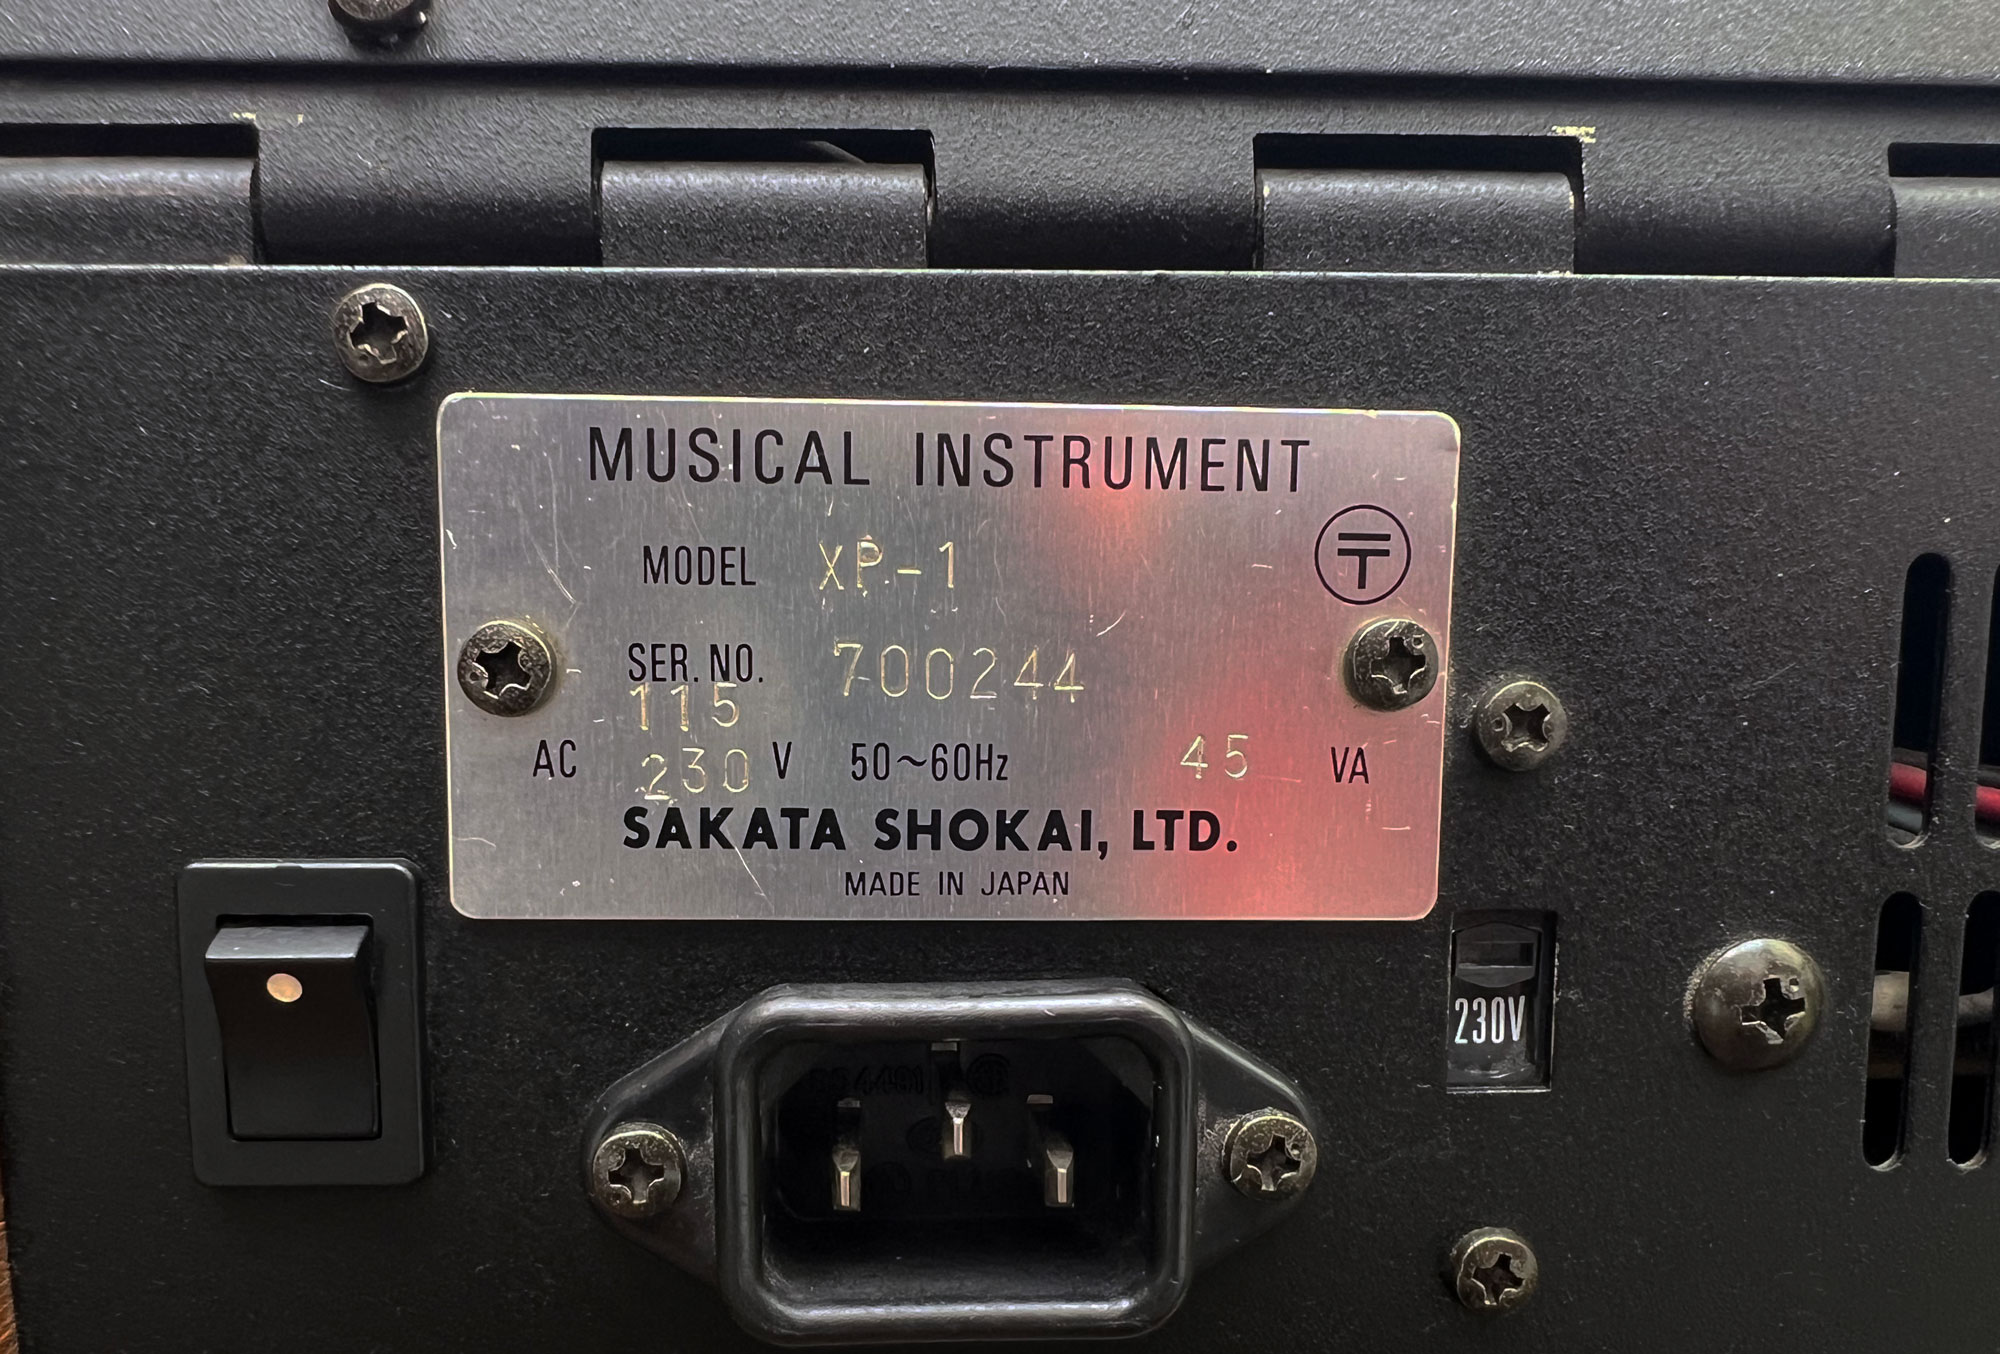 MUSICAL INSTRUMENT
MODEL XP-1
SER. NO. 700244
115
AC 230 V 50~60Hz 45 VA
SAKATA SHOKAI, LTD.
MADE IN JAPAN
230V